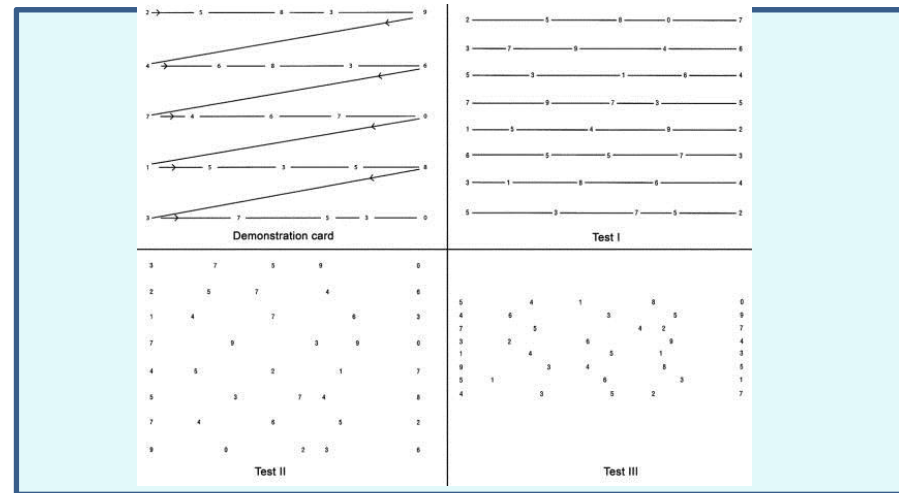 2 5 8 3 9
4 6 8 3 6
7 4 6 7 0
1 5 3 5 8
3 7 5 3 0
Demonstration card
2 5 8 0 7
3 7 9 4 6
5 3 1 6 4
7 9 7 3 5
1 5 4 9 2
6 5 5 7 3
3 1 8 6 4
5 3 7 5 2
Test I
3 7 5 9 0
2 5 7 4 6
1 4 7 6 3
7 9 3 9 0
4 5 2 1 7
5 3 7 4 8
7 4 6 5 2
9 0 2 3 6
Test II
5 4 1 8 0
4 6 3 5 9
7 5 4 2 7
3 2 6 9 4
1 4 5 1 3
9 3 4 8 5
5 1 6 3 1
4 3 5 2 7
Test III